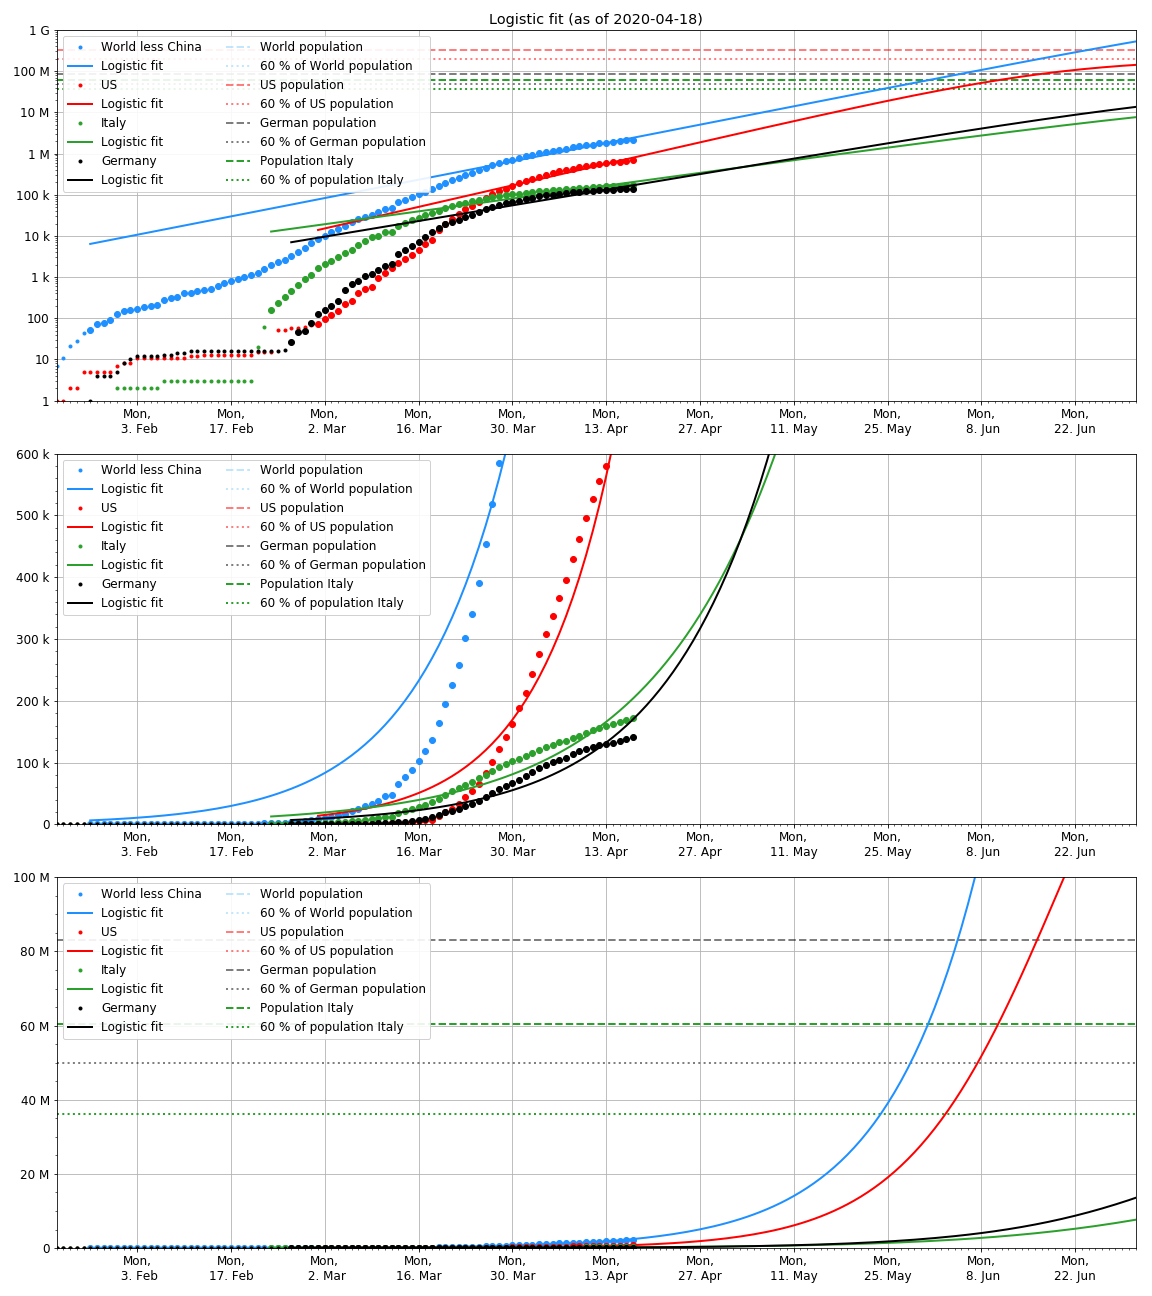 Logistic fit (as of 2020-04-18)
1 G
100 M
10 M
1 M
100 k
10 k
1 k
100
10
1
World less China
Logistic fit
US
Logistic fit
Italy
Logistic fit
Germany
Logistic fit
World population
60 % of World population
US population
60 % of US population
German population
60 % of German population
Population Italy
60 % of population Italy
Mon,
3. Feb
Mon,
17. Feb
Mon,
2. Mar
Mon,
16. Mar
Mon,
30. Mar
Mon,
13. Apr
Mon,
27. Apr
Mon,
11. May
Mon,
25. May
Mon,
8. Jun
Mon,
22. Jun
600 k
500 k
400 k
300 k
200 k
100 k
0
World less China
Logistic fit
US
Logistic fit
Italy
Logistic fit
Germany
Logistic fit
World population
60 % of World population
US population
60 % of US population
German population
60 % of German population
Population Italy
60 % of population Italy
Mon,
3. Feb
Mon,
17. Feb
Mon,
2. Mar
Mon,
16. Mar
Mon,
30. Mar
Mon,
13. Apr
Mon,
27. Apr
Mon,
11. May
Mon,
25. May
Mon,
8. Jun
Mon,
22. Jun
100 M
80 M
60 M
40 M
20 M
0
World less China
Logistic fit
US
Logistic fit
Italy
Logistic fit
Germany
Logistic fit
World population
60 % of World population
US population
60 % of US population
German population
60 % of German population
Population Italy
60 % of population Italy
Mon,
3. Feb
Mon,
17. Feb
Mon,
2. Mar
Mon,
16. Mar
Mon,
30. Mar
Mon,
13. Apr
Mon,
27. Apr
Mon,
11. May
Mon,
25. May
Mon,
8. Jun
Mon,
22. Jun